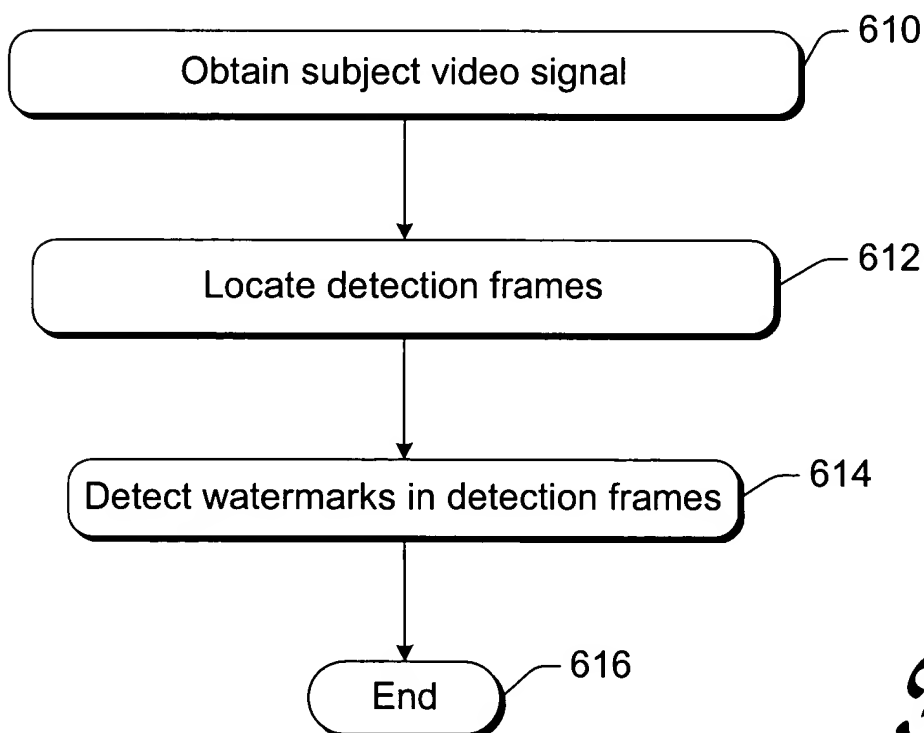 610
Obtain subject video signal
612
Locate detection frames
614
Detect watermarks in detection frames
616
End